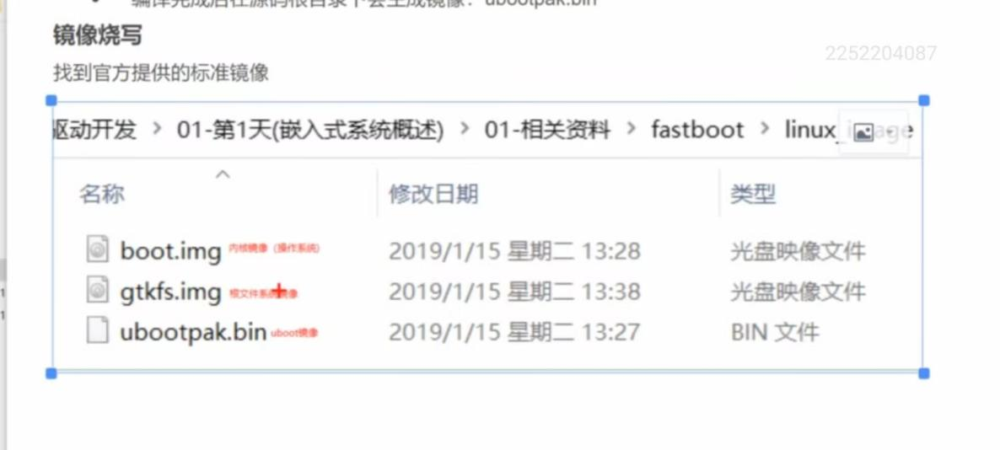 编译完成后在源码根目录下会生成镜像：ubootpak.bin
镜像烧写
2252204087
找到官方提供的标准镜像
驱动开发 > 01-第1天(嵌入式系统概述) > 01-相关资料 > fastboot > linux_image
名称 修改日期 类型
boot.img 内核镜像（操作系统） 2019/1/15 星期二 13:28 光盘映像文件
gtkfs.img 根文件系统镜像 2019/1/15 星期二 13:38 光盘映像文件
ubootpak.bin uboot镜像 2019/1/15 星期二 13:27 BIN 文件
1
1